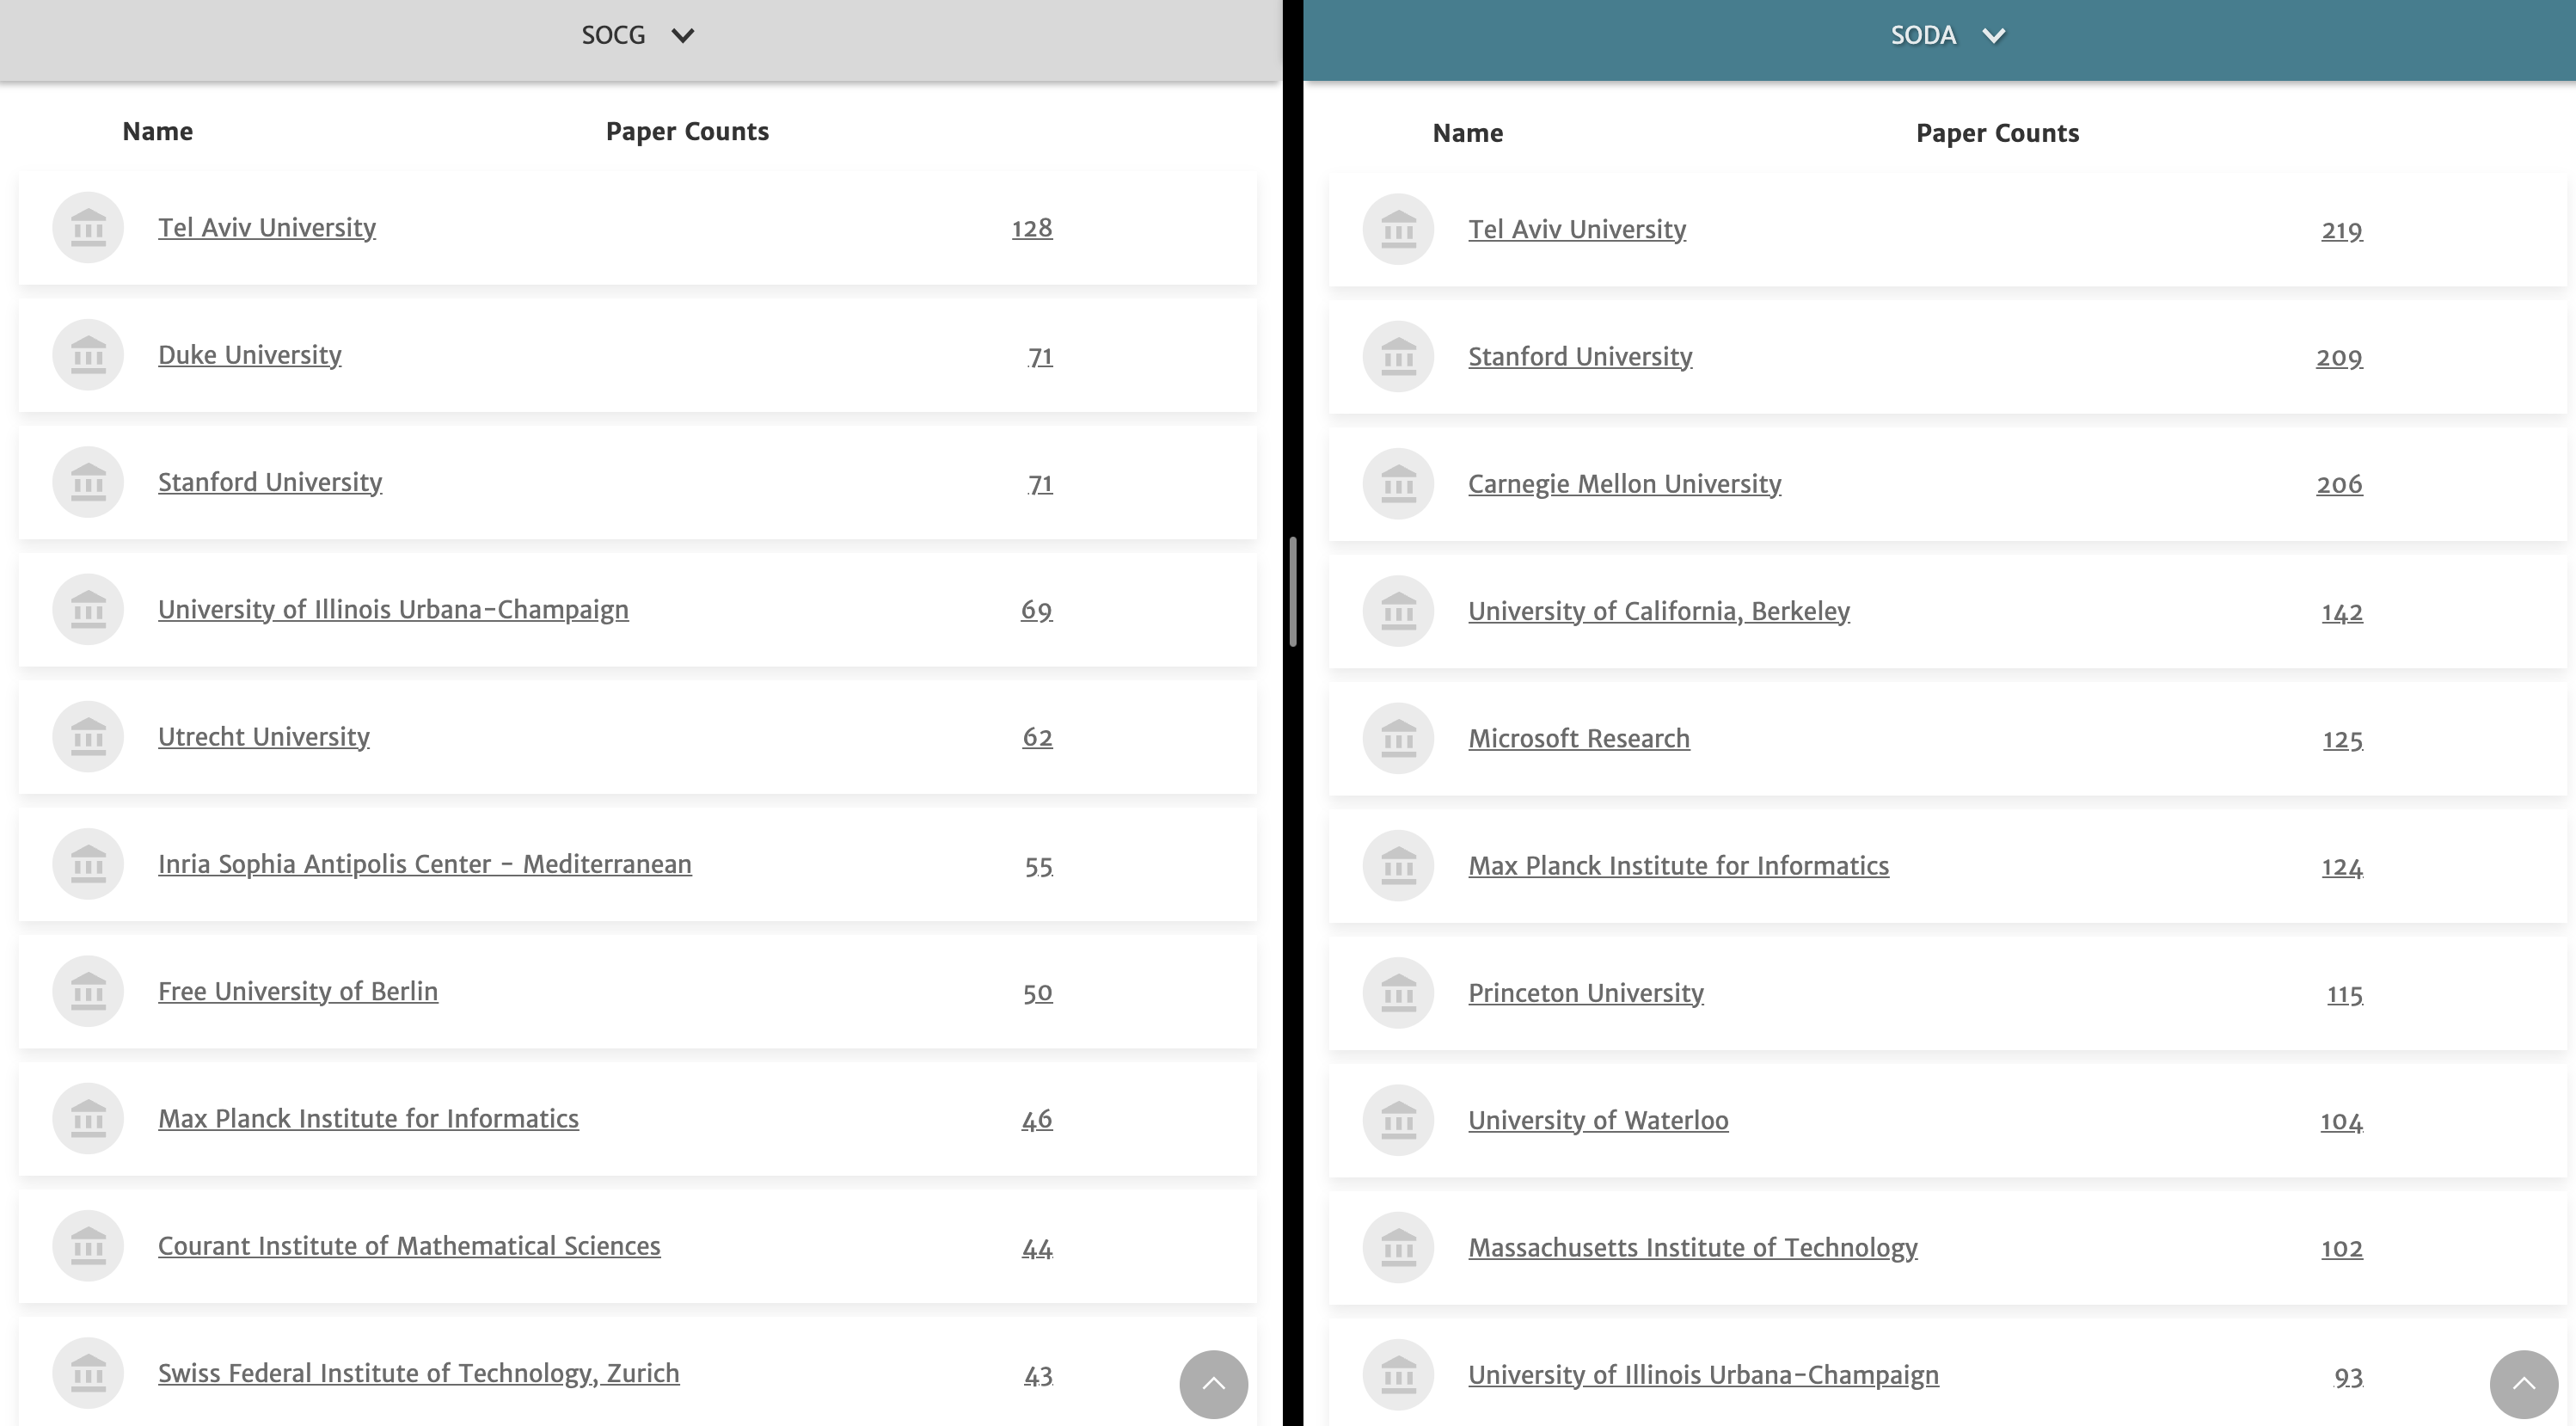 SOCG
Name Paper Counts
Tel Aviv University 128
Duke University 71
Stanford University 71
University of Illinois Urbana-Champaign 69
Utrecht University 62
Inria Sophia Antipolis Center - Mediterranean 55
Free University of Berlin 50
Max Planck Institute for Informatics 46
Courant Institute of Mathematical Sciences 44
Swiss Federal Institute of Technology, Zurich 43
SODA
Name Paper Counts
Tel Aviv University 219
Stanford University 209
Carnegie Mellon University 206
University of California, Berkeley 142
Microsoft Research 125
Max Planck Institute for Informatics 124
Princeton University 115
University of Waterloo 104
Massachusetts Institute of Technology 102
University of Illinois Urbana-Champaign 93